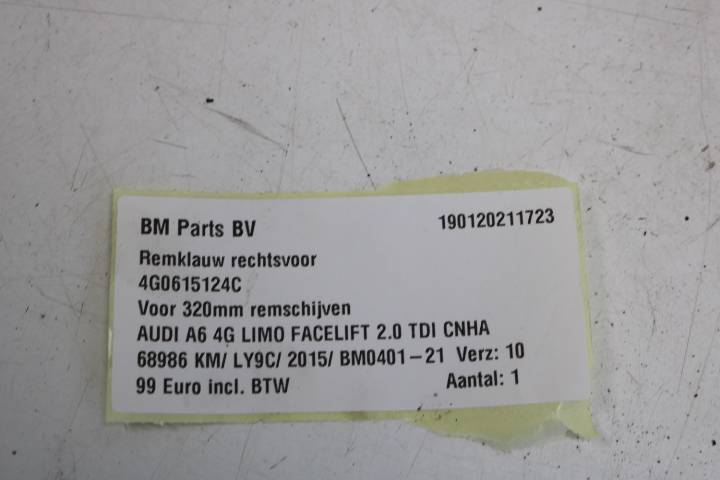 BM Parts BV 190120211723
Remklauw rechtsvoor
4G0615124C
Voor 320mm remschijven
AUDI A6 4G LIMO FACELIFT 2.0 TDI CNHA
68986 KM/ LY9C/ 2015/ BM0401-21 Verz: 10
99 Euro incl. BTW Aantal: 1